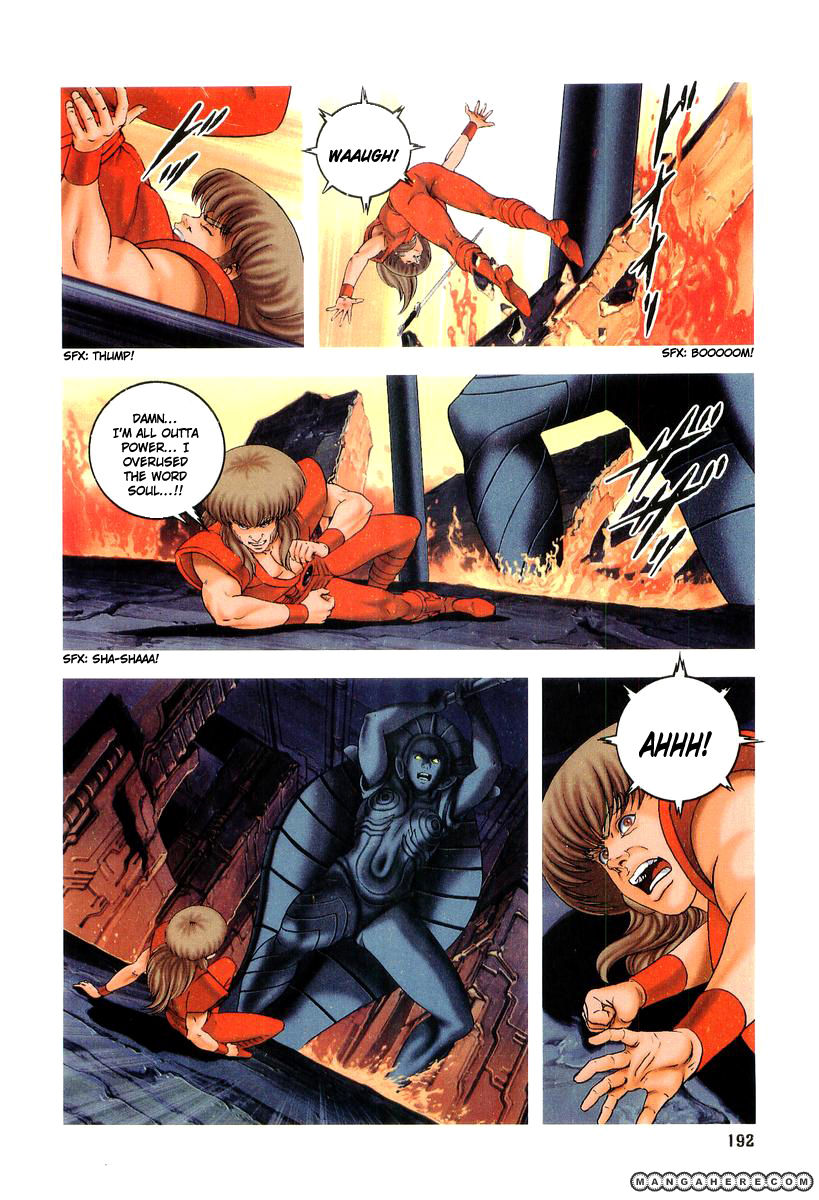 WAAUGH!
SFX: BOOOOOM!
SFX: THUMP!
DAMN...
I'M ALL OUTTA
POWER... I
OVERUSED
THE WORD
SOUL...!!
SFX: SHA-SHAAA!
AHHH!
192
MANGAHERE.COM